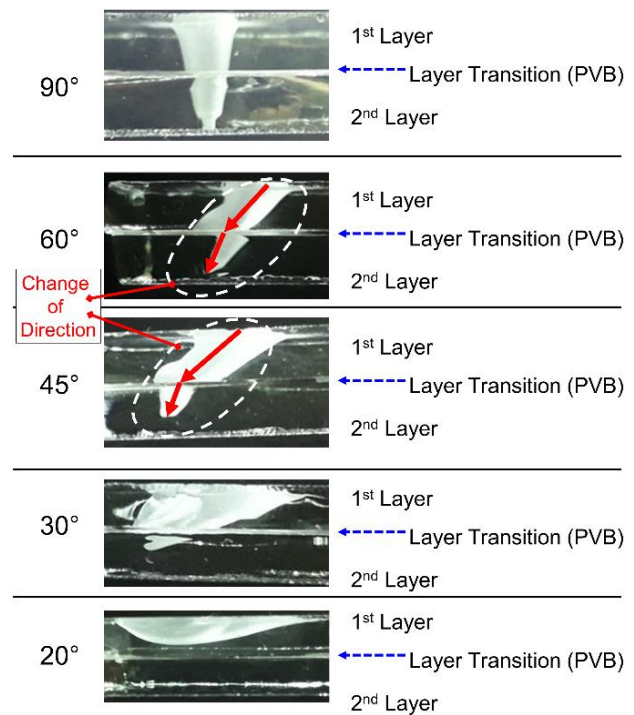 90°
1st Layer
Layer Transition (PVB)
2nd Layer
60°
1st Layer
Layer Transition (PVB)
2nd Layer
Change
of
Direction
45°
1st Layer
Layer Transition (PVB)
2nd Layer
30°
1st Layer
Layer Transition (PVB)
2nd Layer
20°
1st Layer
Layer Transition (PVB)
2nd Layer